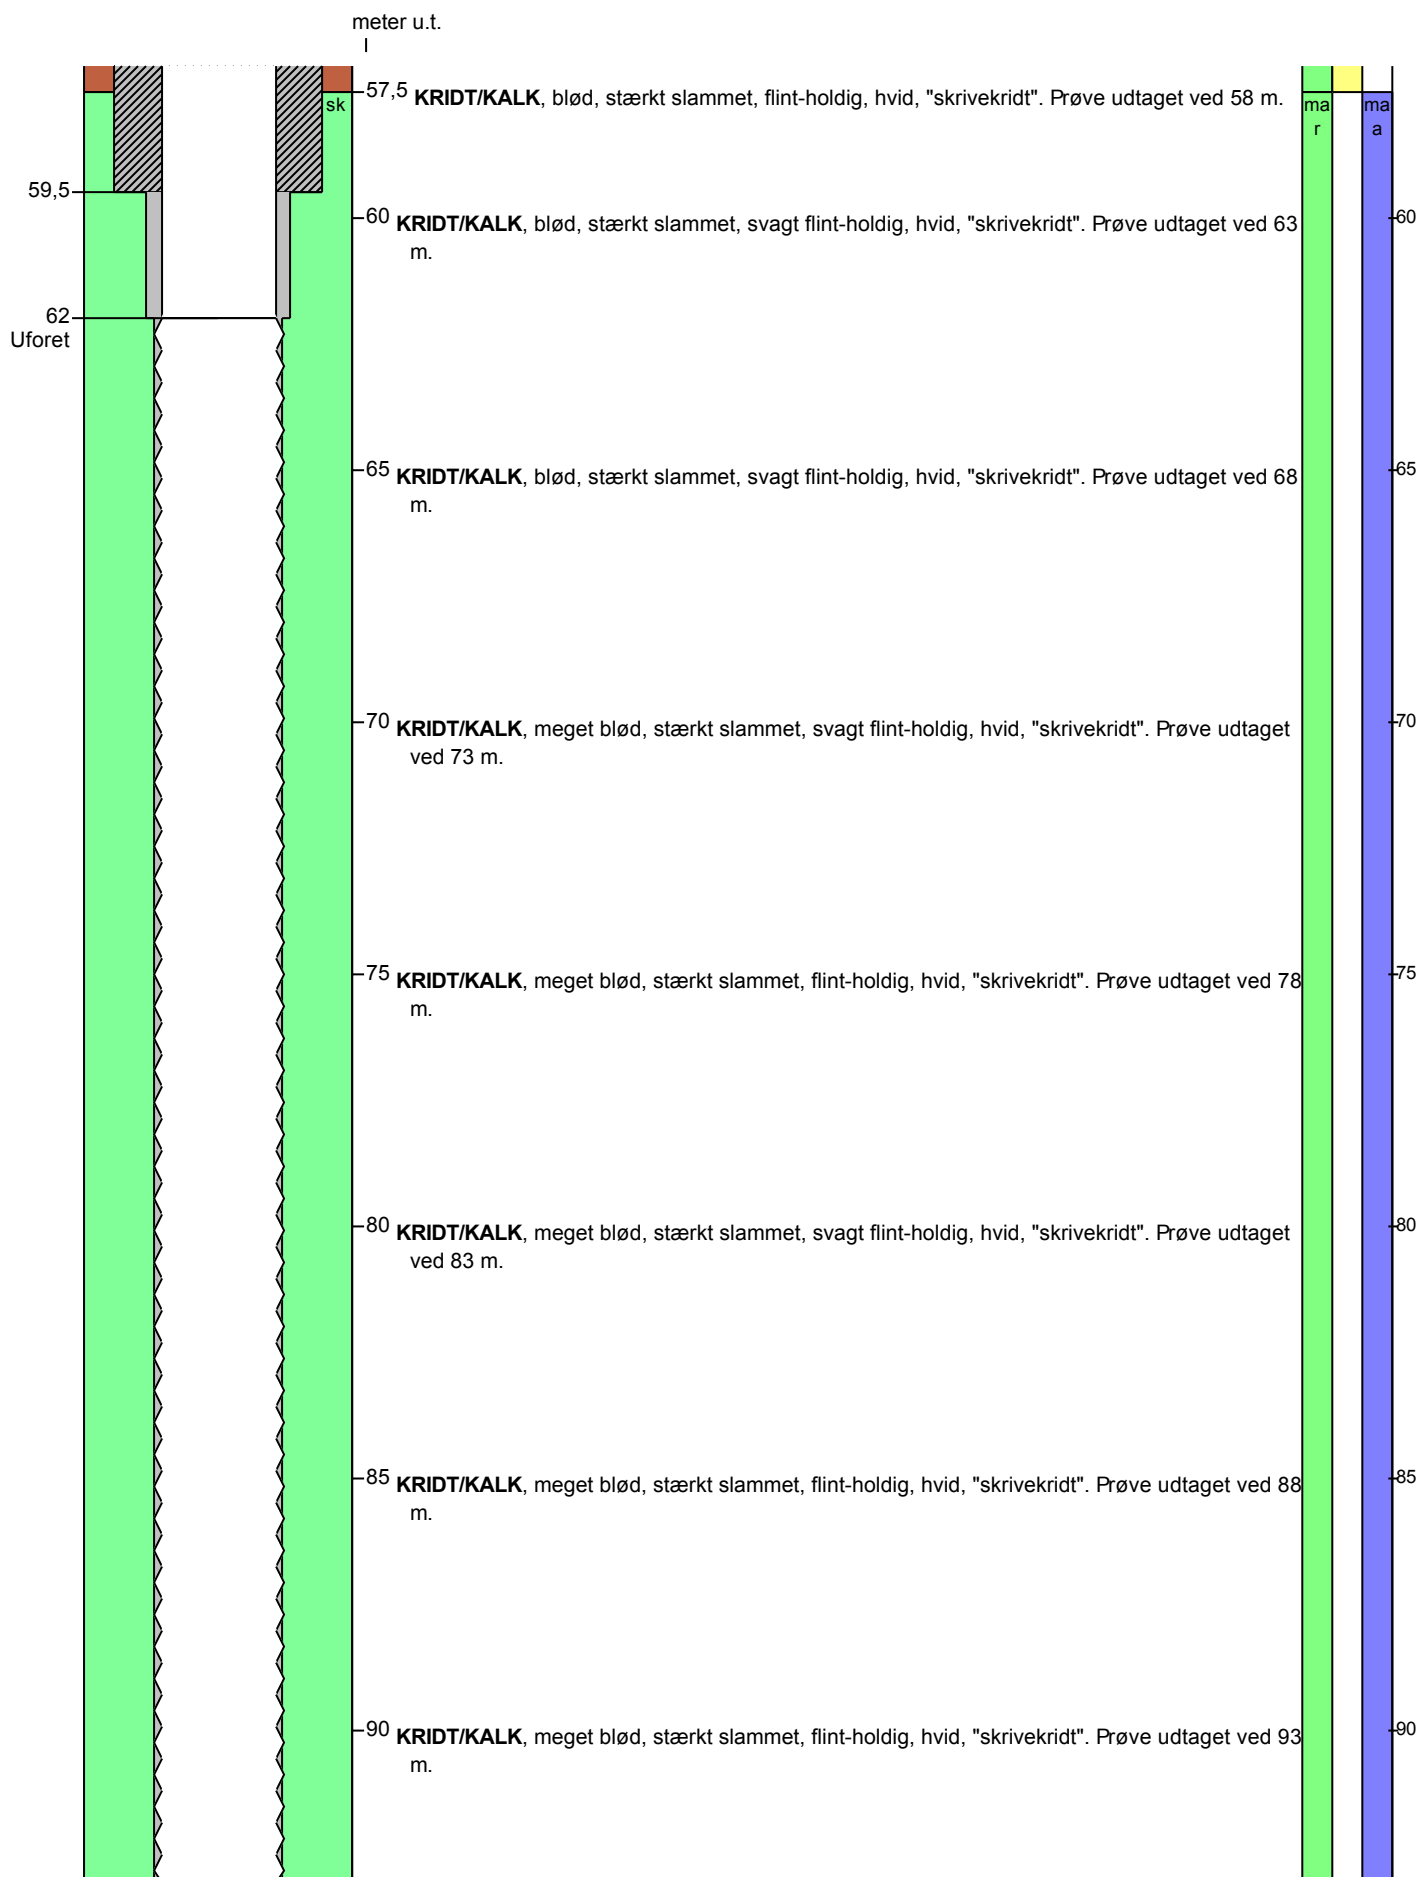 meter u.t.
57,5 KRIDT/KALK, blød, stærkt slammet, flint-holdig, hvid, "skrivekridt". Prøve udtaget ved 58 m.
sk
ma
r
ma
a
59,5
60 KRIDT/KALK, blød, stærkt slammet, svagt flint-holdig, hvid, "skrivekridt". Prøve udtaget ved 63 60
m.
62
Uforet
65 KRIDT/KALK, blød, stærkt slammet, svagt flint-holdig, hvid, "skrivekridt". Prøve udtaget ved 68 65
m.
70 KRIDT/KALK, meget blød, stærkt slammet, svagt flint-holdig, hvid, "skrivekridt". Prøve udtaget 70
ved 73 m.
75 KRIDT/KALK, meget blød, stærkt slammet, flint-holdig, hvid, "skrivekridt". Prøve udtaget ved 78 75
m.
80 KRIDT/KALK, meget blød, stærkt slammet, svagt flint-holdig, hvid, "skrivekridt". Prøve udtaget 80
ved 83 m.
85 KRIDT/KALK, meget blød, stærkt slammet, flint-holdig, hvid, "skrivekridt". Prøve udtaget ved 88 85
m.
90 KRIDT/KALK, meget blød, stærkt slammet, flint-holdig, hvid, "skrivekridt". Prøve udtaget ved 93 90
m.